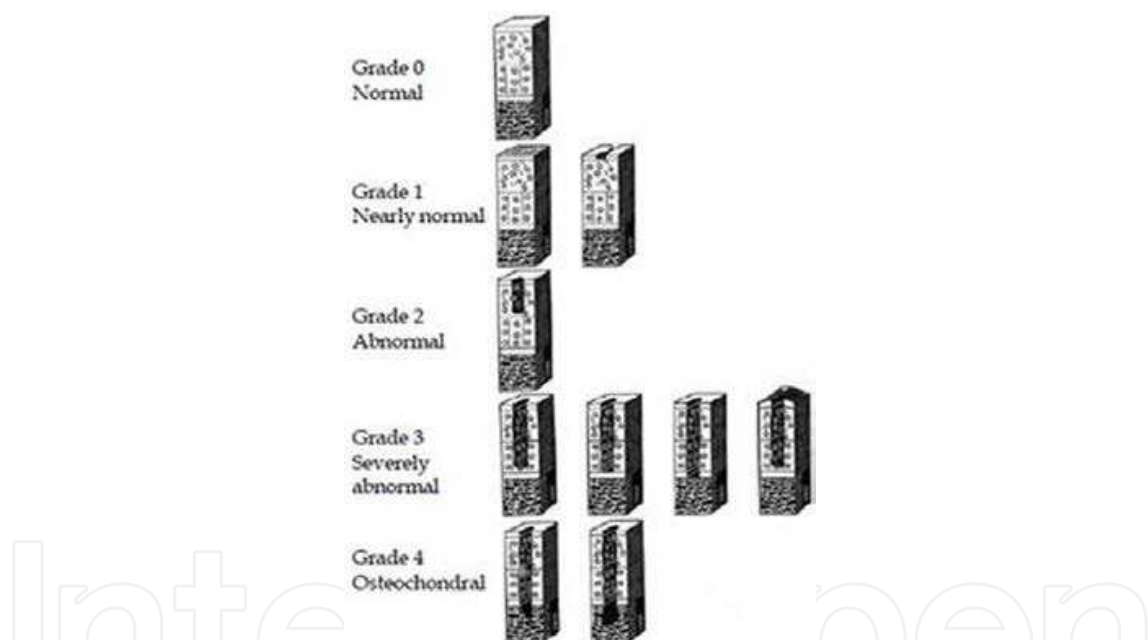 Grade 0
Normal
Grade 1
Nearly normal
Grade 2
Abnormal
Grade 3
Severely
abnormal
Grade 4
Osteochondral